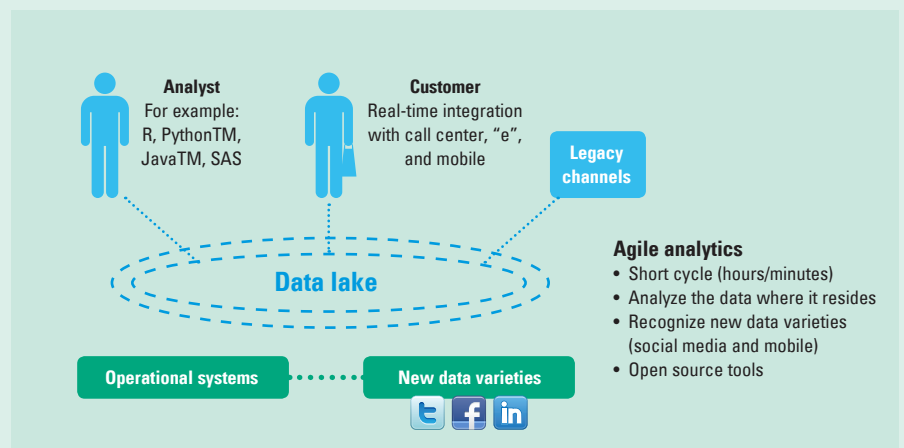 Analyst
For example:
R, PythonTM,
JavaTM, SAS
Customer
Real-time integration
with call center, “e”,
and mobile
Legacy
channels
Data lake
Agile analytics
• Short cycle (hours/minutes)
• Analyze the data where it resides
• Recognize new data varieties
(social media and mobile)
• Open source tools
Operational systems
New data varieties
t f in